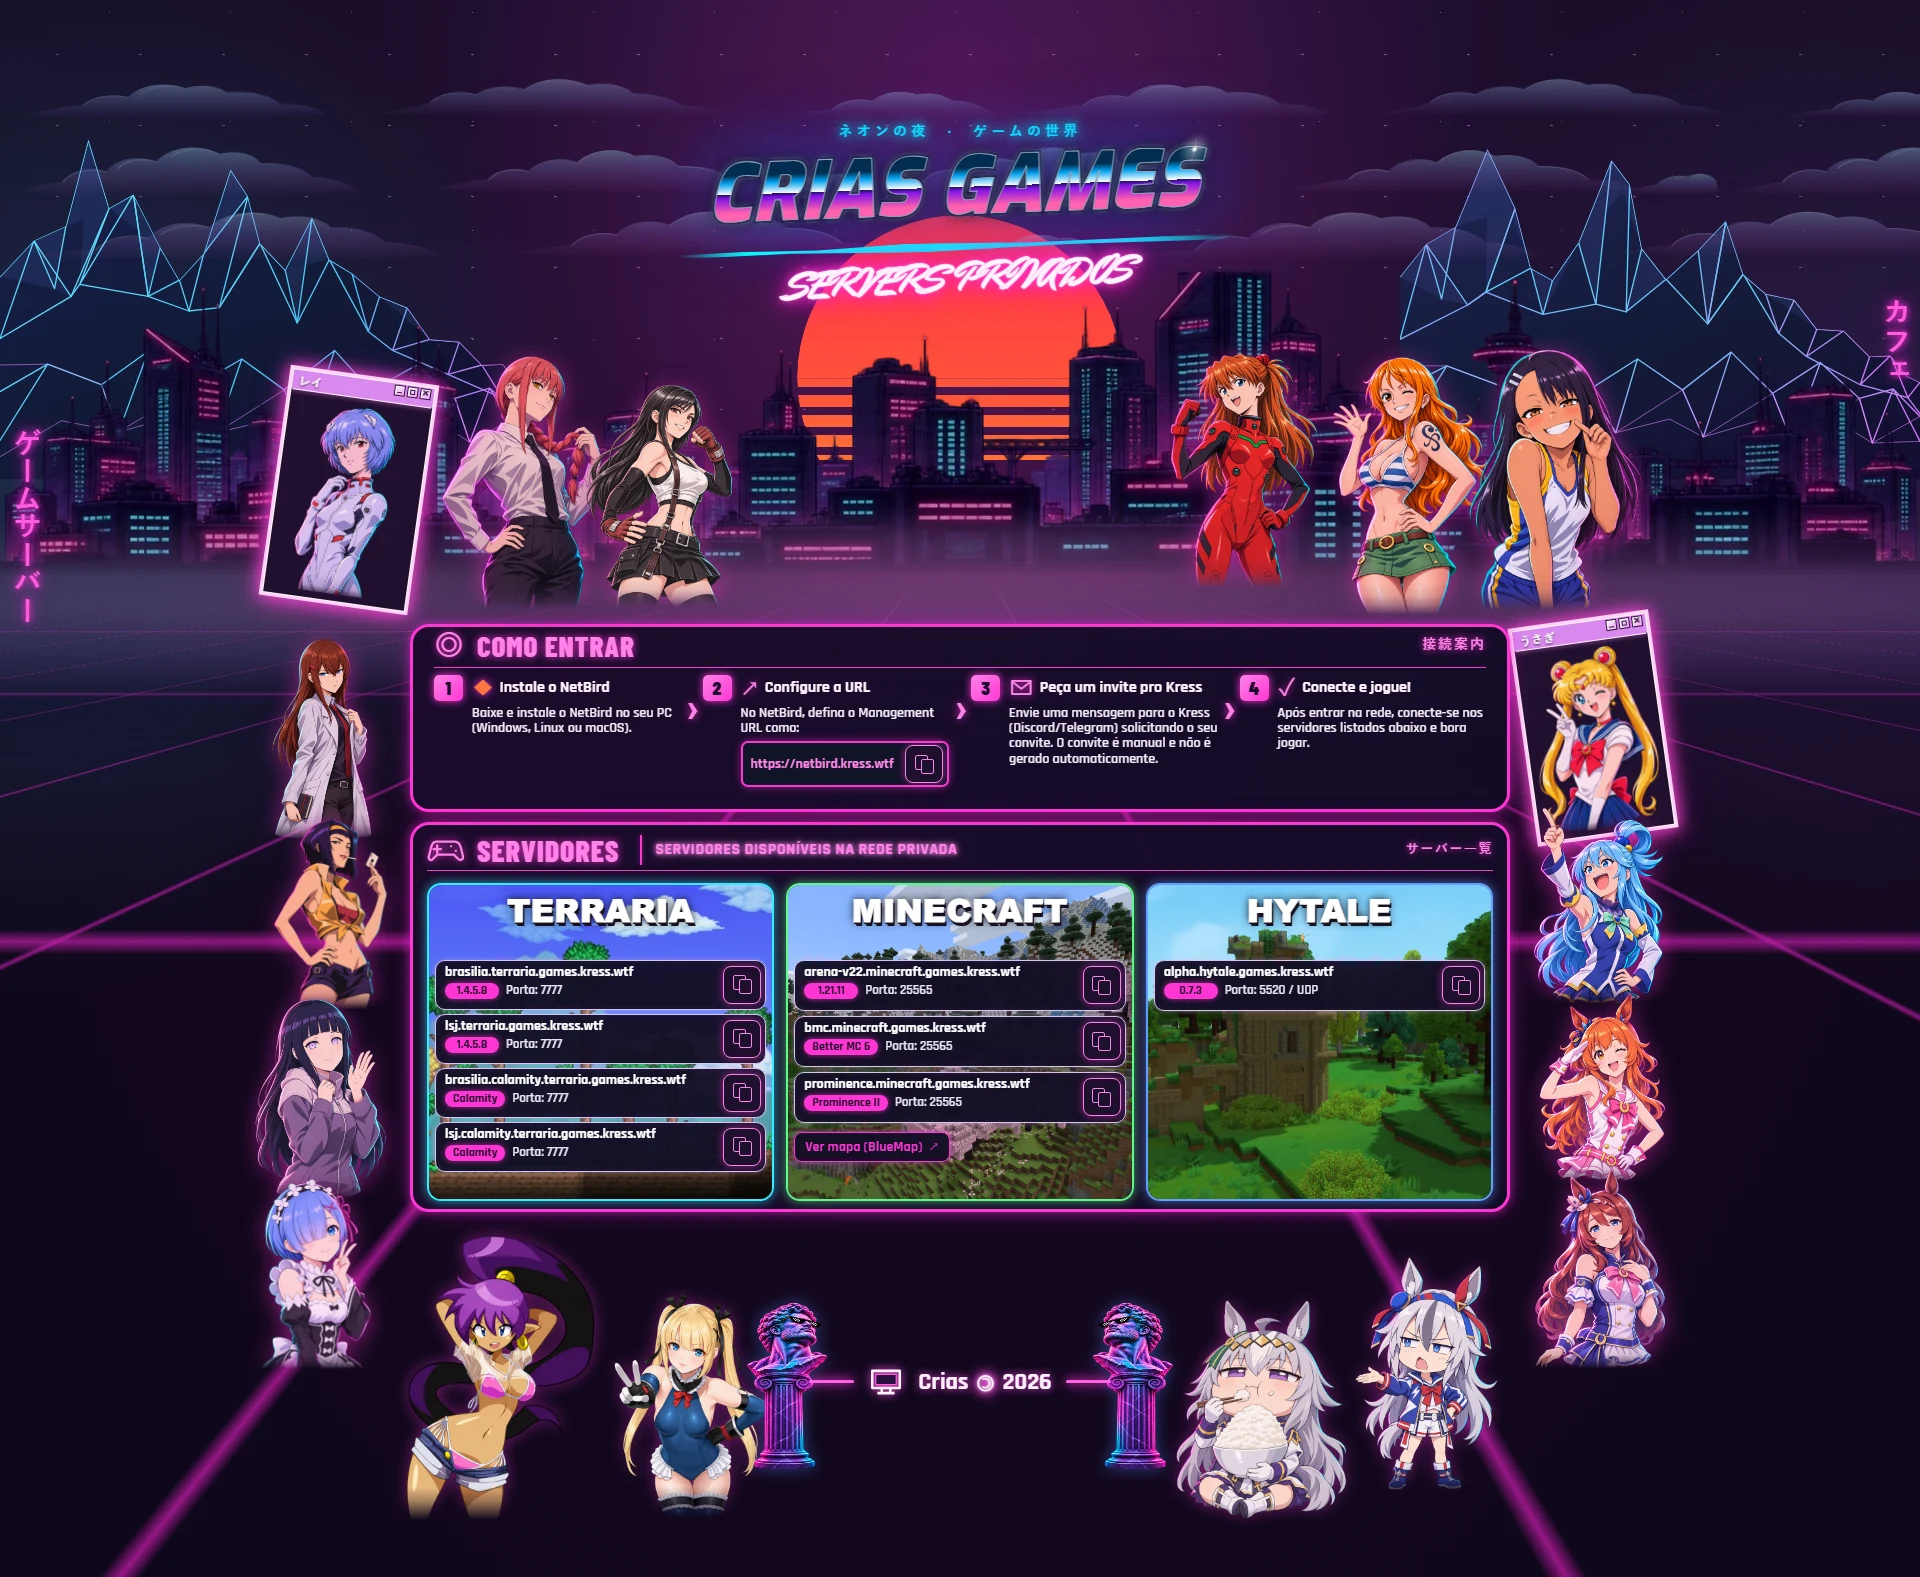 ネオンの夜 · ゲームの世界
CRIAS GAMES
SERVERS PRIVADOS
カフェ
ゲームサーバー
レイ
うさぎ
COMO ENTRAR
接続案内
1 Instale o NetBird
Baixe e instale o NetBird no seu PC
(Windows, Linux ou macOS).
2 Configure a URL
No NetBird, defina o Management
URL como:
https://netbird.kress.wtf
3 Peça um invite pro Kress
Envie uma mensagem para o Kress
(Discord/Telegram) solicitando o seu
convite. O convite é manual e não é
gerado automaticamente.
4 Conecte e jogue!
Após entrar na rede, conecte-se nos
servidores listados abaixo e bora
jogar.
SERVIDORES
SERVIDORES DISPONÍVEIS NA REDE PRIVADA
サーバー一覧
TERRARIA
brasilia.terraria.games.kress.wtf
1.4.5.8 Porta: 7777
lsj.terraria.games.kress.wtf
1.4.5.8 Porta: 7777
brasilia.calamity.terraria.games.kress.wtf
Calamity Porta: 7777
lsj.calamity.terraria.games.kress.wtf
Calamity Porta: 7777
MINECRAFT
arena-v22.minecraft.games.kress.wtf
1.21.11 Porta: 25565
bmc.minecraft.games.kress.wtf
Better MC 6 Porta: 25565
prominence.minecraft.games.kress.wtf
Prominence II Porta: 25565
Ver mapa (BlueMap) ↗
HYTALE
alpha.hytale.games.kress.wtf
0.7.3 Porta: 5520 / UDP
Crias 2026